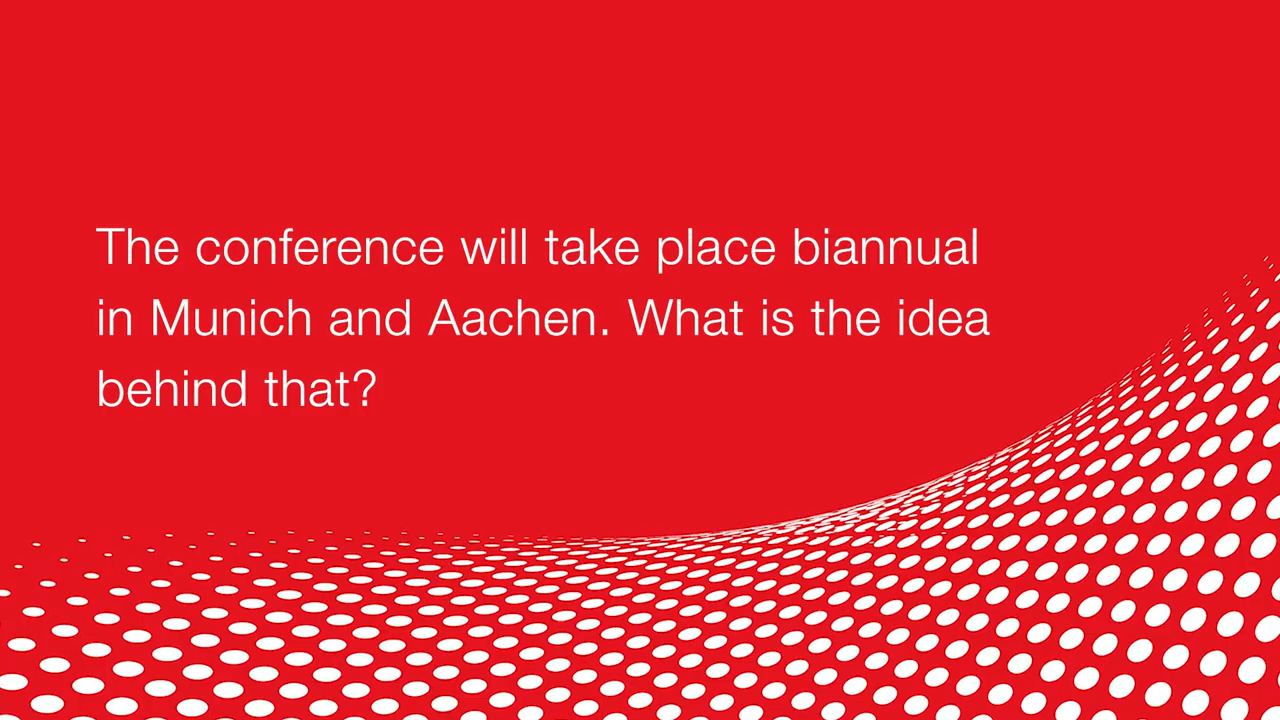 The conference will take place biannual
in Munich and Aachen. What is the idea
behind that?